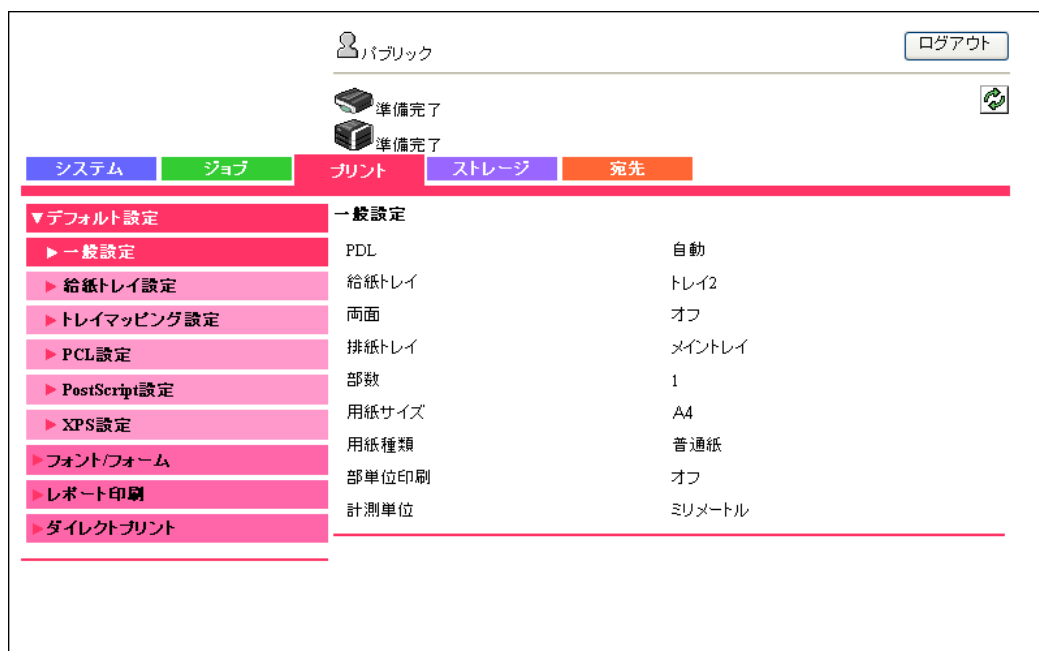 パブリック
ログアウト
準備完了
準備完了
システム ジョブ プリント ストレージ 宛先
▼デフォルト設定
▶一般設定
▶給紙トレイ設定
▶トレイマッピング設定
▶PCL設定
▶PostScript設定
▶XPS設定
▶フォント/フォーム
▶レポート印刷
▶ダイレクトプリント
一般設定
PDL 自動
給紙トレイ トレイ2
両面 オフ
排紙トレイ メイントレイ
部数 1
用紙サイズ A4
用紙種類 普通紙
部単位印刷 オフ
計測単位 ミリメートル